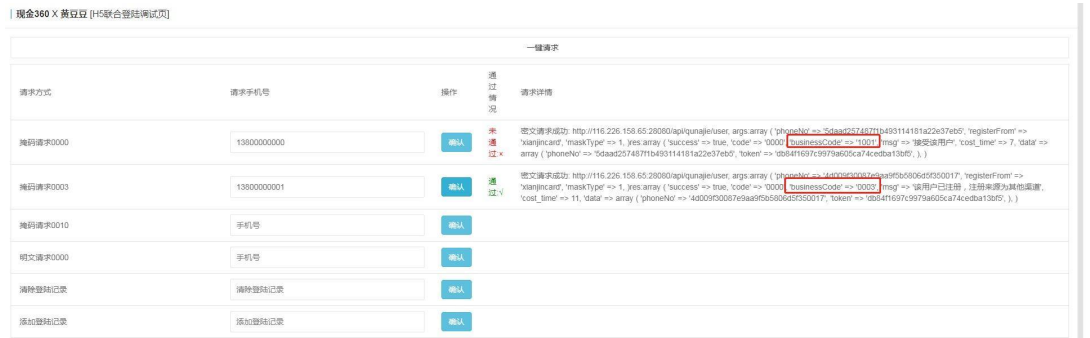 现金360 X 黄豆豆 [H5联合登陆调试页]
一键请求
请求方式 请求手机号 操作 通过情况 请求详情
掩码请求0000 13800000000 确认 未通过:× 密文请求成功: http://116.226.158.65:28080/api/qunajie/user, args:array ( 'phoneNo' => '5daad257487f1b493114181a22e37eb5', 'registerFrom' =>
'xianjincard', 'maskType' => 1, )res:array ( 'success' => true, 'code' => '0000', 'businessCode' => '1001', 'msg' => '接受该用户', 'cost_time' => 7, 'data' =>
array ( 'phoneNo' => '5daad257487f1b493114181a22e37eb5', 'token' => 'db84f1697c9979a605ca74cedba13bf5', ), )
掩码请求0003 13800000001 确认 通过:√ 密文请求成功: http://116.226.158.65:28080/api/qunajie/user, args:array ( 'phoneNo' => '4d009f30087e9aa9f5b5806d5f350017', 'registerFrom' =>
'xianjincard', 'maskType' => 1, )res:array ( 'success' => true, 'code' => '0000', 'businessCode' => '0003', 'msg' => '该用户已注册，注册来源为其他渠道',
'cost_time' => 11, 'data' => array ( 'phoneNo' => '4d009f30087e9aa9f5b5806d5f350017', 'token' => 'db84f1697c9979a605ca74cedba13bf5', ), )
掩码请求0010 手机号 确认
明文请求0000 手机号 确认
清除登陆记录 清除登陆记录 确认
添加登陆记录 添加登陆记录 确认